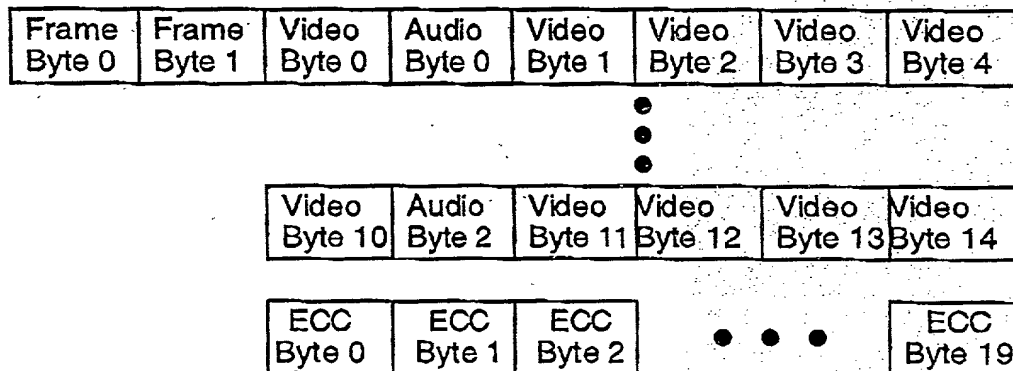 Frame Frame Video Audio Video Video Video Video
Byte 0 Byte 1 Byte 0 Byte 0 Byte 1 Byte 2 Byte 3 Byte 4
Video Audio Video Video Video Video
Byte 10 Byte 2 Byte 11 Byte 12 Byte 13 Byte 14
ECC ECC ECC ECC
Byte 0 Byte 1 Byte 2 Byte 19